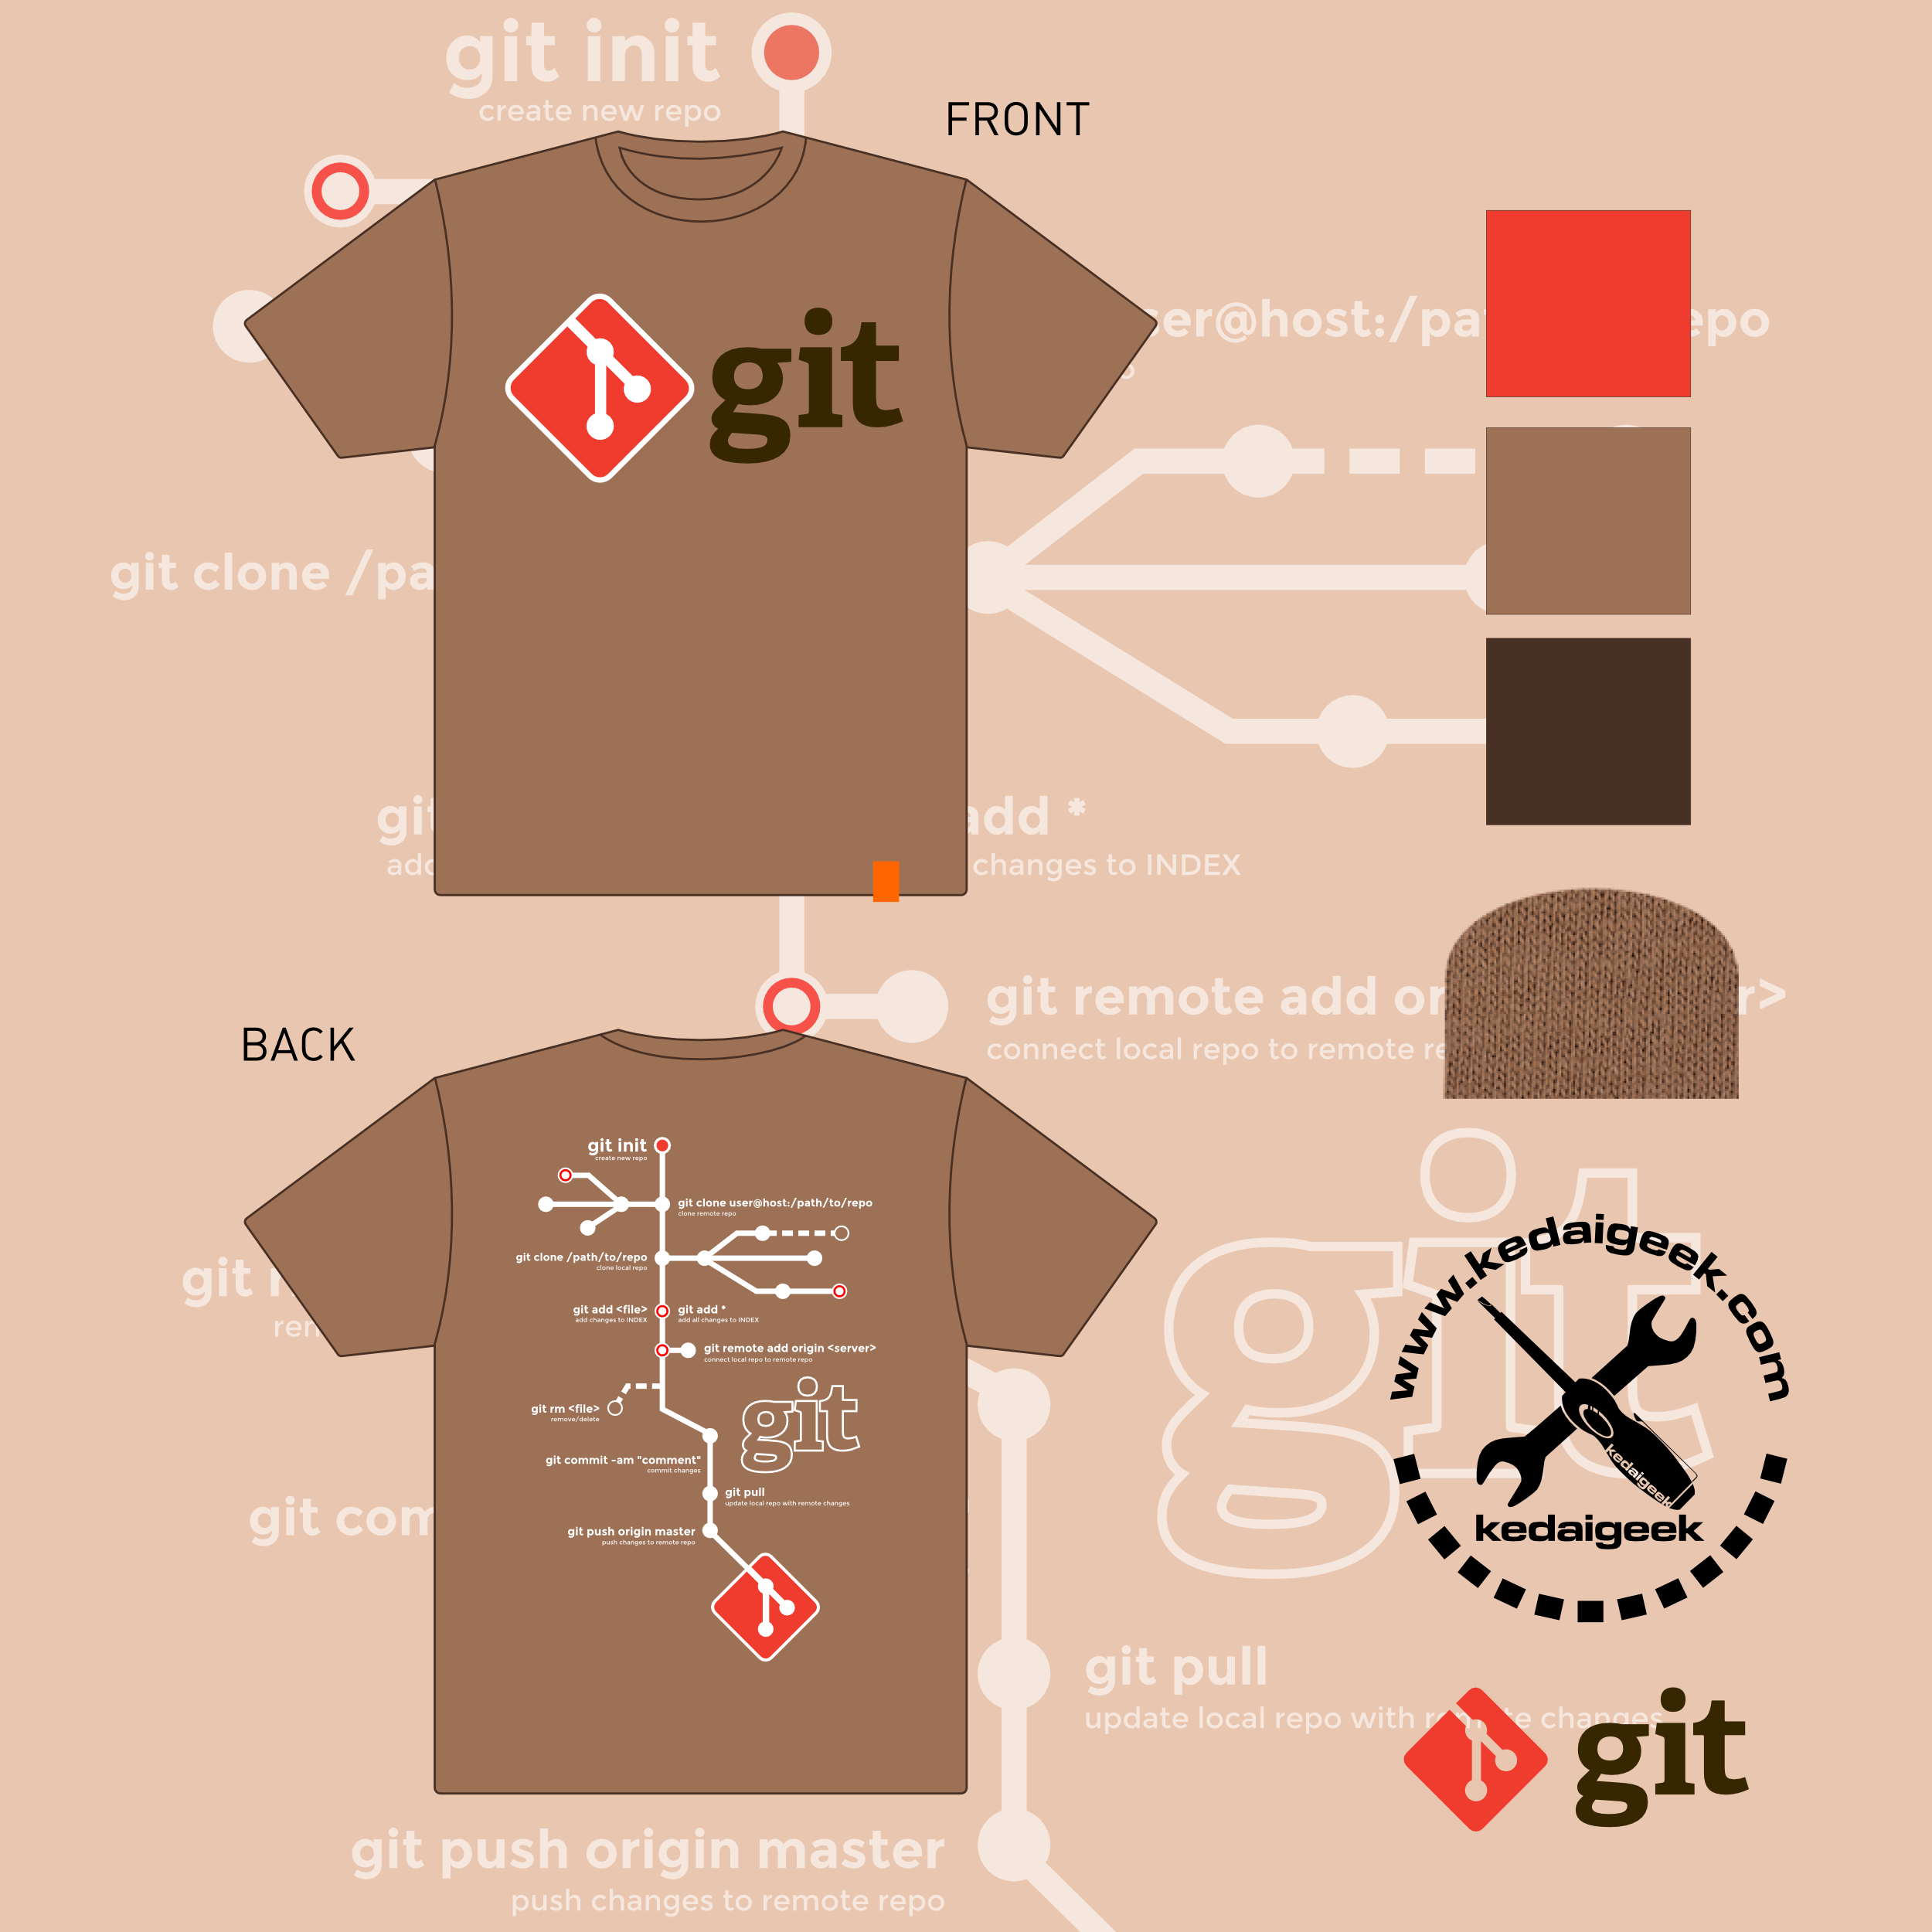 git init
create new repo
FRONT
git
ser@host:/pa
epo
git clone /pa
git
add *
add
changes to INDEX
git remote add or
r>
connect local repo to remote re
BACK
git init
create new repo
git clone user@host:/path/to/repo
clone remote repo
git clone /path/to/repo
clone local repo
git add <file>
add changes to INDEX
git add *
add all changes to INDEX
git remote add origin <server>
connect local repo to remote repo
git rm <file>
remove/delete
git
git commit -am "comment"
commit changes
git pull
update local repo with remote changes
git push origin master
push changes to remote repo
git
www.kedaigeek.com
kedaigeek
kedaigeek
git r
ren
git com
git pull
update local repo with remote changes
git
git push origin master
push changes to remote repo